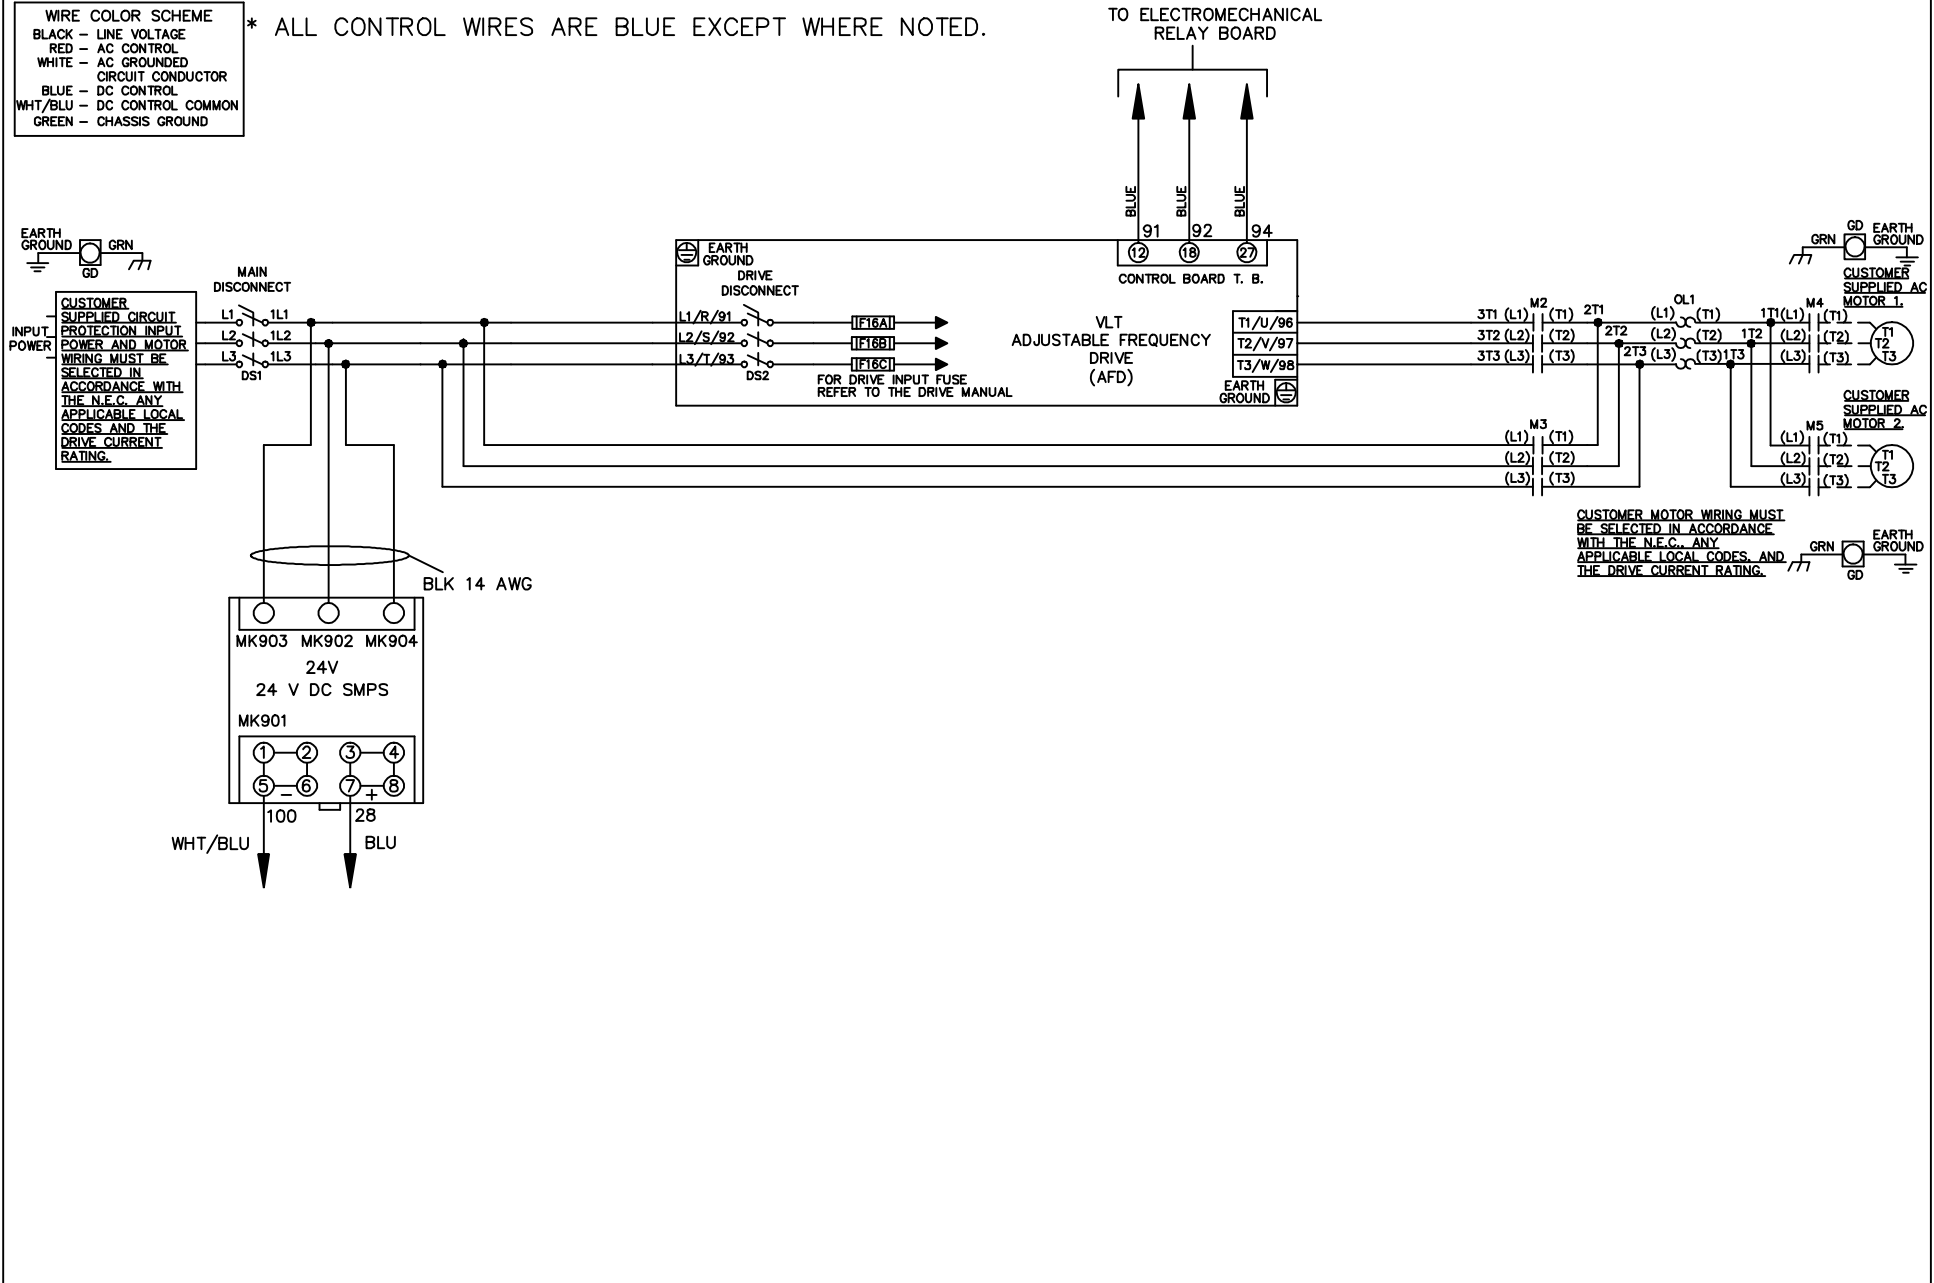 WIRE COLOR SCHEME
BLACK – LINE VOLTAGE
RED – AC CONTROL
WHITE – AC GROUNDED
CIRCUIT CONDUCTOR
BLUE – DC CONTROL
WHT/BLU – DC CONTROL COMMON
GREEN – CHASSIS GROUND
* ALL CONTROL WIRES ARE BLUE EXCEPT WHERE NOTED.
TO ELECTROMECHANICAL
RELAY BOARD
BLUE
BLUE
BLUE
91 92 94
12 18 27
CONTROL BOARD T. B.
EARTH
GROUND
GRN
GD
INPUT
POWER
CUSTOMER
SUPPLIED CIRCUIT
PROTECTION INPUT
POWER AND MOTOR
WIRING MUST BE
SELECTED IN
ACCORDANCE WITH
THE N.E.C. ANY
APPLICABLE LOCAL
CODES AND THE
DRIVE CURRENT
RATING.
MAIN
DISCONNECT
L1 1L1
L2 1L2
L3 1L3
DS1
EARTH
GROUND
DRIVE
DISCONNECT
L1/R/91
L2/S/92
L3/T/93
DS2
F16A
F16B
F16C
FOR DRIVE INPUT FUSE
REFER TO THE DRIVE MANUAL
VLT
ADJUSTABLE FREQUENCY
DRIVE
(AFD)
T1/U/96
T2/V/97
T3/W/98
EARTH
GROUND
M2
3T1 (L1) (T1) 2T1
3T2 (L2) (T2) 2T2
3T3 (L3) (T3) 2T3
OL1
(L1) (T1) 1T1
(L2) (T2) 1T2
(L3) (T3) 1T3
M4
(L1) (T1)
(L2) (T2)
(L3) (T3)
T1
T2
T3
GRN
GD
EARTH
GROUND
CUSTOMER
SUPPLIED AC
MOTOR 1.
M3
(L1) (T1)
(L2) (T2)
(L3) (T3)
CUSTOMER
SUPPLIED AC
MOTOR 2.
M5
(L1) (T1)
(L2) (T2)
(L3) (T3)
T1
T2
T3
CUSTOMER MOTOR WIRING MUST
BE SELECTED IN ACCORDANCE
WITH THE N.E.C., ANY
APPLICABLE LOCAL CODES, AND
THE DRIVE CURRENT RATING.
GRN
GD
EARTH
GROUND
BLK 14 AWG
MK903 MK902 MK904
24V
24 V DC SMPS
MK901
1 2 3 4
5 6 7 8
– +
100 28
WHT/BLU BLU